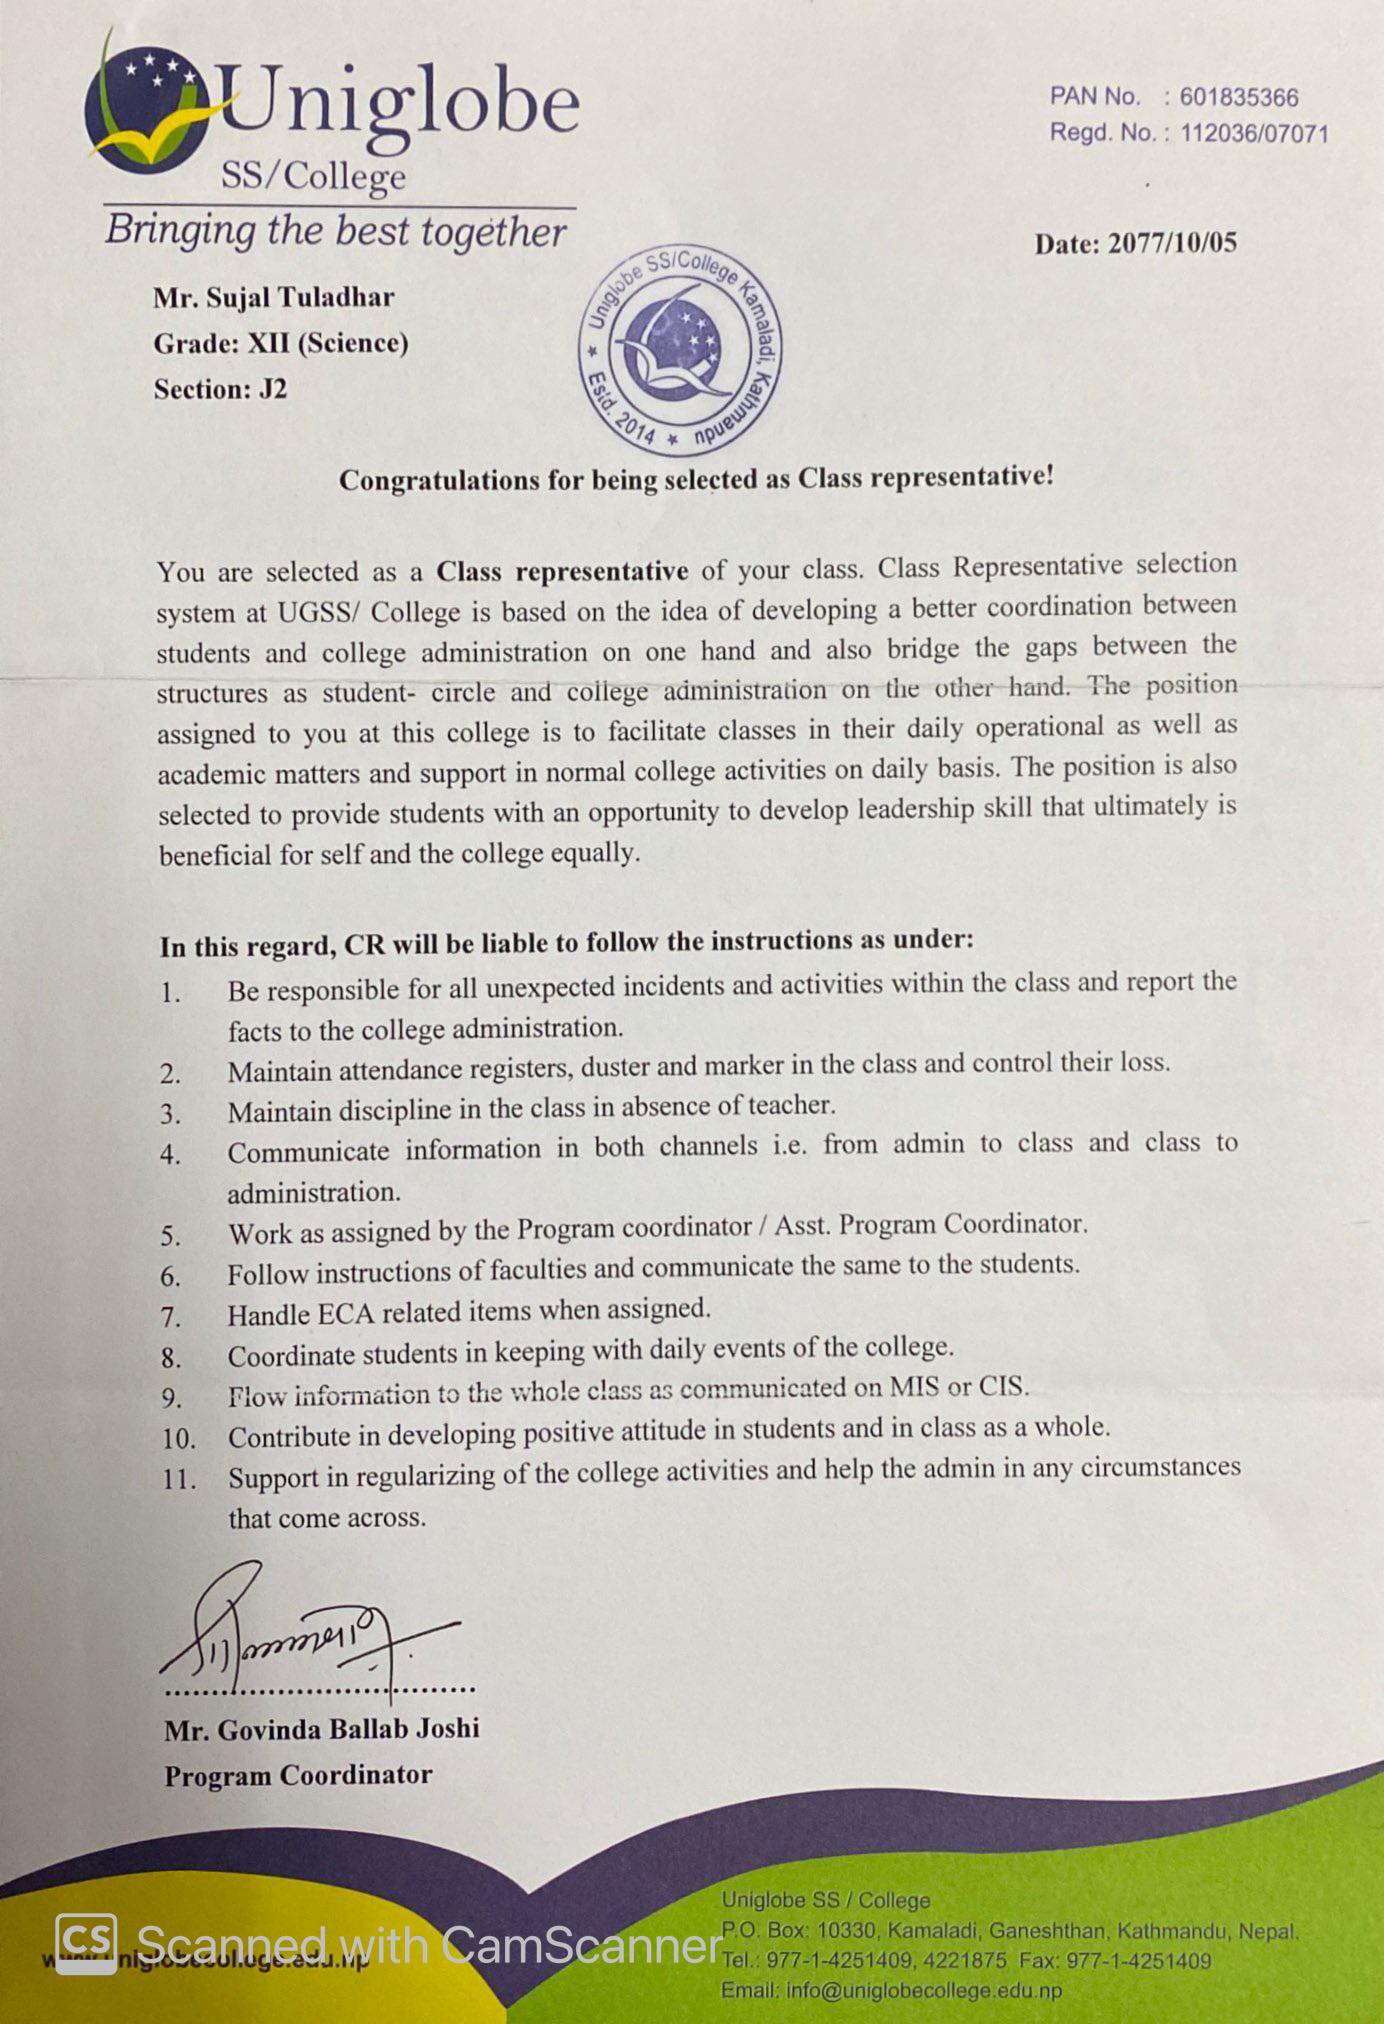 Uniglobe
SS/College
Bringing the best together
PAN No. : 601835366
Regd. No. : 112036/07071
Date: 2077/10/05
Mr. Sujal Tuladhar
Grade: XII (Science)
Section: J2
★ Uniglobe SS/College Kamaladi, Kathmandu ★ Estd. 2014
Congratulations for being selected as Class representative!
You are selected as a Class representative of your class. Class Representative selection
system at UGSS/ College is based on the idea of developing a better coordination between
students and college administration on one hand and also bridge the gaps between the
structures as student- circle and college administration on the other hand. The position
assigned to you at this college is to facilitate classes in their daily operational as well as
academic matters and support in normal college activities on daily basis. The position is also
selected to provide students with an opportunity to develop leadership skill that ultimately is
beneficial for self and the college equally.
In this regard, CR will be liable to follow the instructions as under:
1. Be responsible for all unexpected incidents and activities within the class and report the
facts to the college administration.
2. Maintain attendance registers, duster and marker in the class and control their loss.
3. Maintain discipline in the class in absence of teacher.
4. Communicate information in both channels i.e. from admin to class and class to
administration.
5. Work as assigned by the Program coordinator / Asst. Program Coordinator.
6. Follow instructions of faculties and communicate the same to the students.
7. Handle ECA related items when assigned.
8. Coordinate students in keeping with daily events of the college.
9. Flow information to the whole class as communicated on MIS or CIS.
10. Contribute in developing positive attitude in students and in class as a whole.
11. Support in regularizing of the college activities and help the admin in any circumstances
that come across.
Mr. Govinda Ballab Joshi
Program Coordinator
Uniglobe SS / College
P.O. Box: 10330, Kamaladi, Ganeshthan, Kathmandu, Nepal.
Tel.: 977-1-4251409, 4221875 Fax: 977-1-4251409
Email: info@uniglobecollege.edu.np
www.uniglobecollege.edu.np
CS Scanned with CamScanner